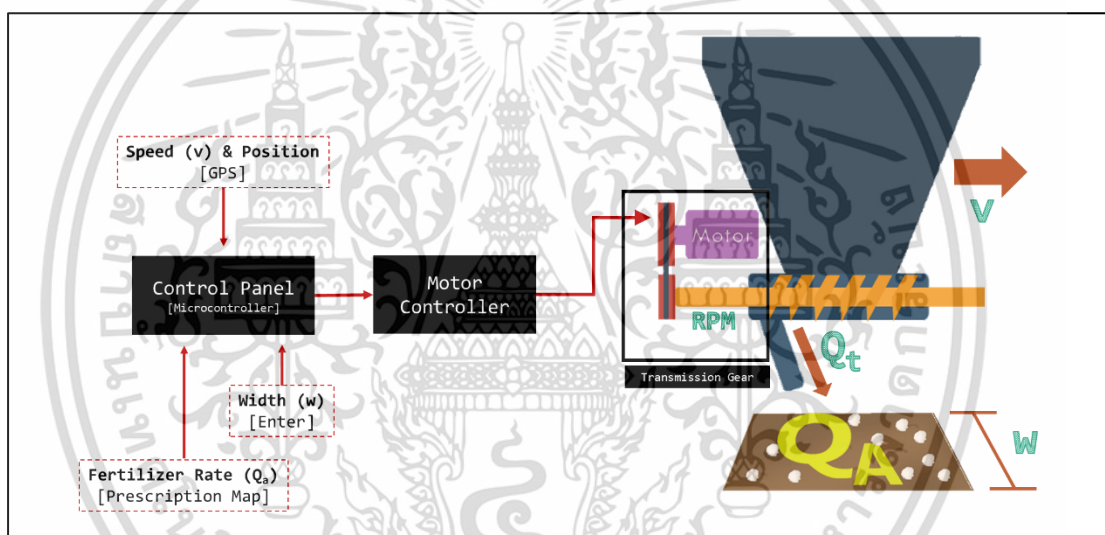 Speed (v) & Position
[GPS]
Control Panel
[Microcontroller]
Motor
Controller
Width (w)
[Enter]
Fertilizer Rate (Qₐ)
[Prescription Map]
Motor
RPM
Transmission Gear
V
Qt
QA
W